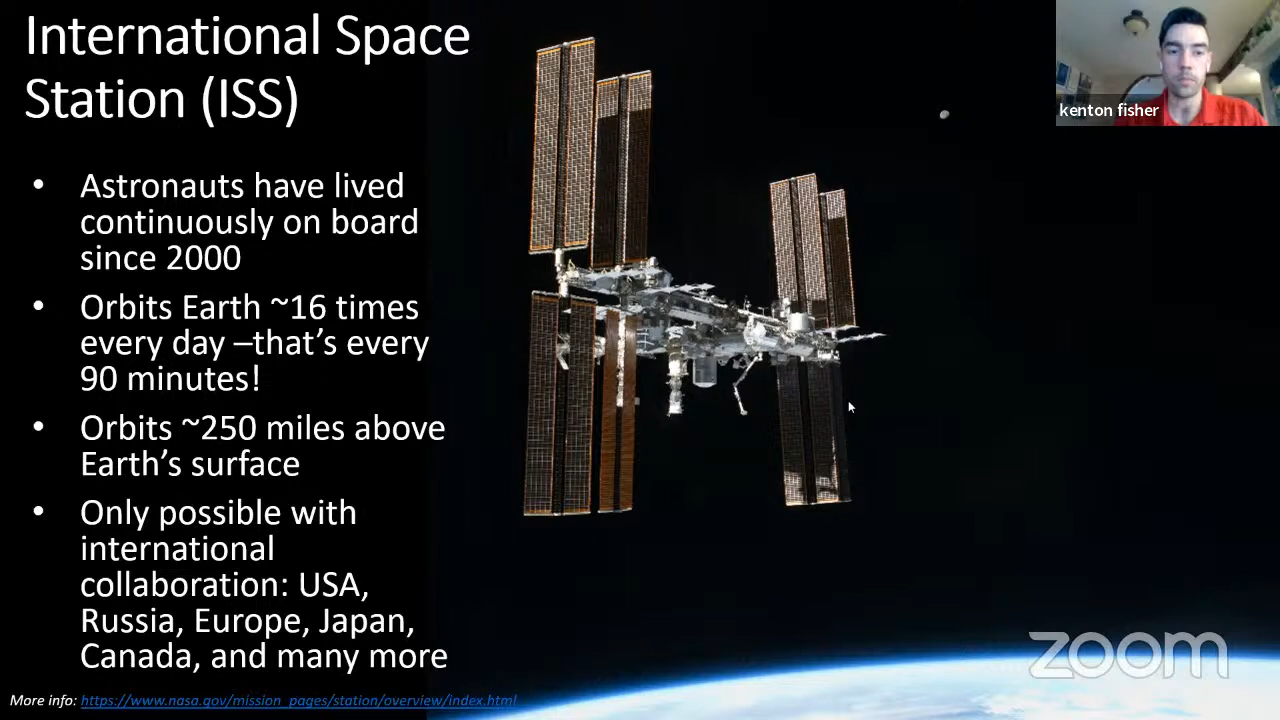 International Space
Station (ISS)
• Astronauts have lived
continuously on board
since 2000
• Orbits Earth ~16 times
every day –that’s every
90 minutes!
• Orbits ~250 miles above
Earth’s surface
• Only possible with
international
collaboration: USA,
Russia, Europe, Japan,
Canada, and many more
More info: https://www.nasa.gov/mission_pages/station/overview/index.html
kenton fisher
zoom